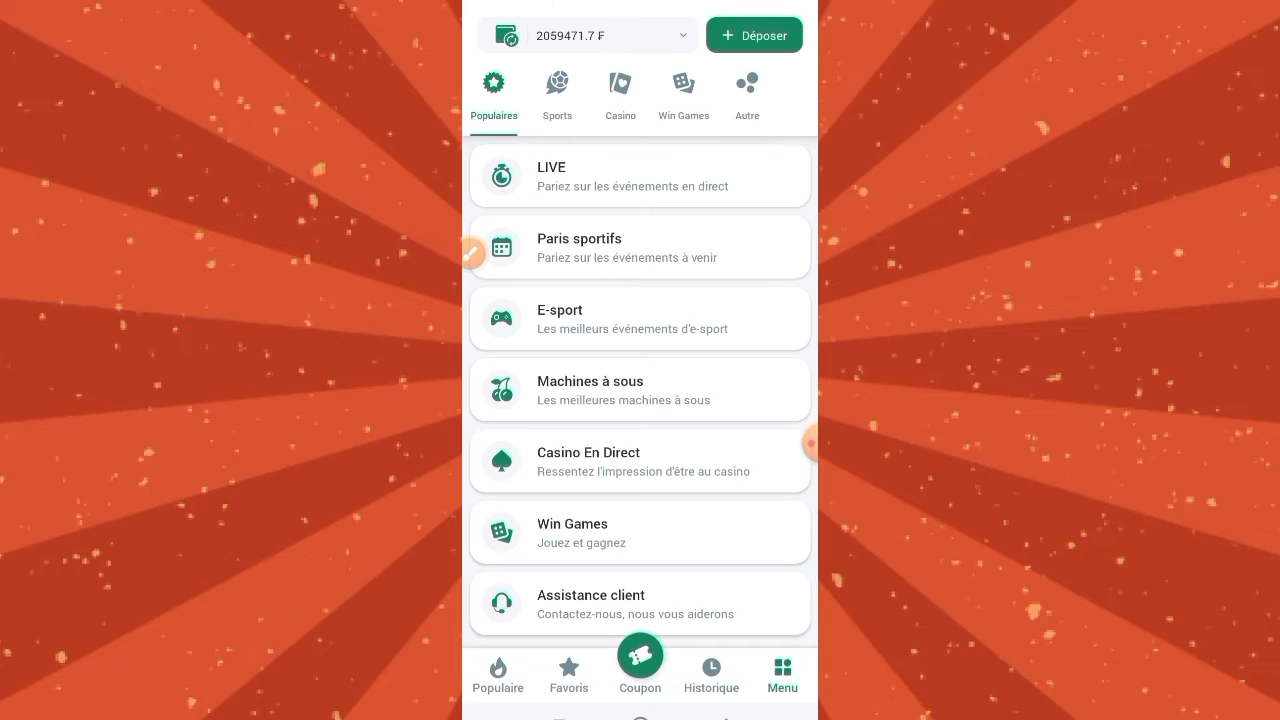 2059471.7 ₣
+ Déposer
Populaires
Sports
Casino
Win Games
Autre
LIVE
Pariez sur les événements en direct
Paris sportifs
Pariez sur les événements à venir
E-sport
Les meilleurs événements d'e-sport
Machines à sous
Les meilleures machines à sous
Casino En Direct
Ressentez l'impression d'être au casino
Win Games
Jouez et gagnez
Assistance client
Contactez-nous, nous vous aiderons
Populaire
Favoris
Coupon
Historique
Menu